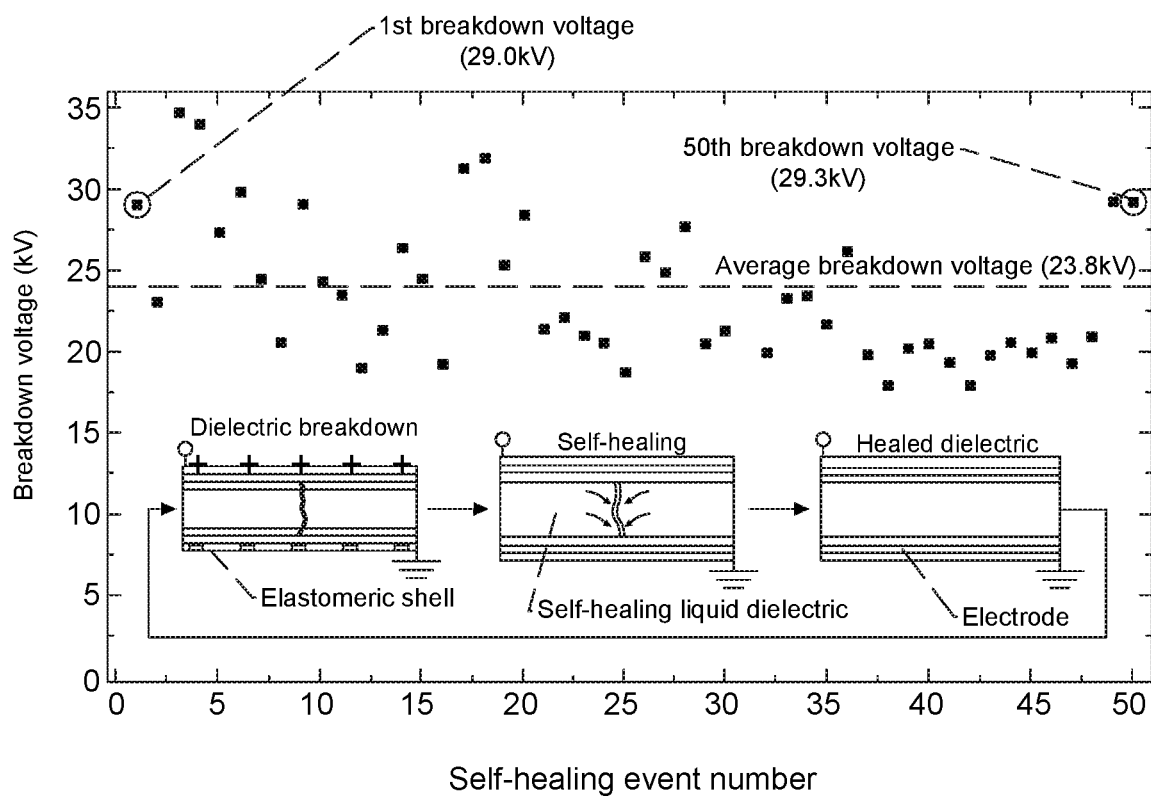 1st breakdown voltage
(29.0kV)
50th breakdown voltage
(29.3kV)
Average breakdown voltage (23.8kV)
Breakdown voltage (kV)
35
30
25
20
15
10
5
0
Dielectric breakdown
Self-healing
Healed dielectric
Elastomeric shell
Self-healing liquid dielectric
Electrode
0 5 10 15 20 25 30 35 40 45 50
Self-healing event number